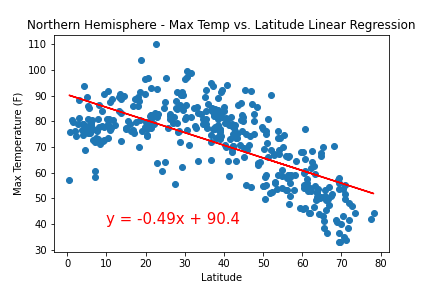 Northern Hemisphere - Max Temp vs. Latitude Linear Regression
110
100
90
80
70
60
50
40
30
Max Temperature (F)
y = -0.49x + 90.4
0 10 20 30 40 50 60 70 80
Latitude